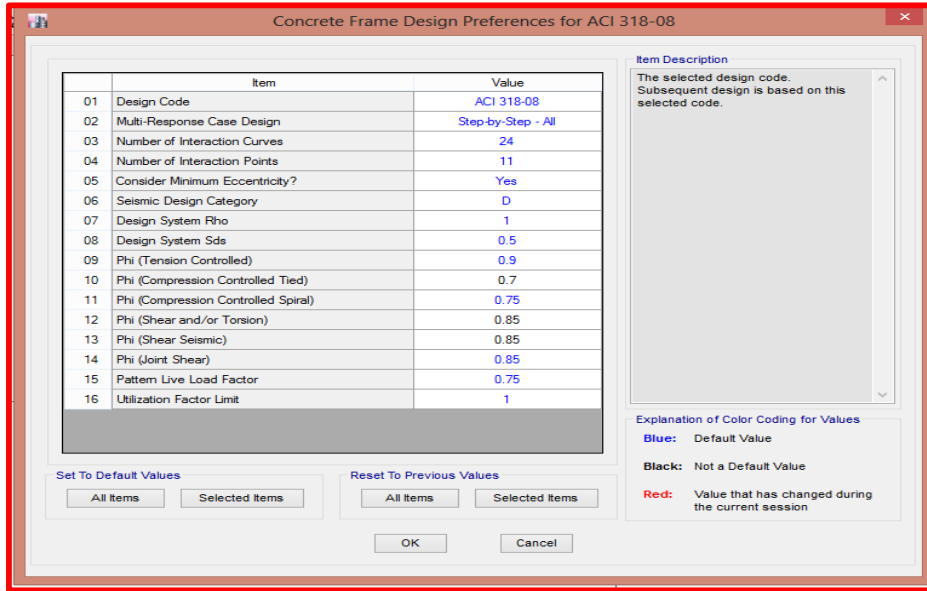 Concrete Frame Design Preferences for ACI 318-08
Item Value
01 Design Code ACI 318-08
02 Multi-Response Case Design Step-by-Step - All
03 Number of Interaction Curves 24
04 Number of Interaction Points 11
05 Consider Minimum Eccentricity? Yes
06 Seismic Design Category D
07 Design System Rho 1
08 Design System Sds 0.5
09 Phi (Tension Controlled) 0.9
10 Phi (Compression Controlled Tied) 0.7
11 Phi (Compression Controlled Spiral) 0.75
12 Phi (Shear and/or Torsion) 0.85
13 Phi (Shear Seismic) 0.85
14 Phi (Joint Shear) 0.85
15 Pattern Live Load Factor 0.75
16 Utilization Factor Limit 1
Set To Default Values
All Items Selected Items
Reset To Previous Values
All Items Selected Items
OK Cancel
Item Description
The selected design code.
Subsequent design is based on this
selected code.
Explanation of Color Coding for Values
Blue: Default Value
Black: Not a Default Value
Red: Value that has changed during
the current session